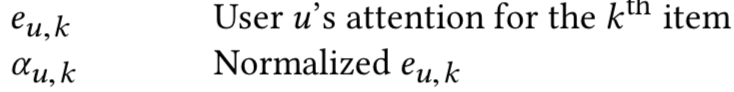 e_{u,k} User u's attention for the k^{th} item
α_{u,k} Normalized e_{u,k}